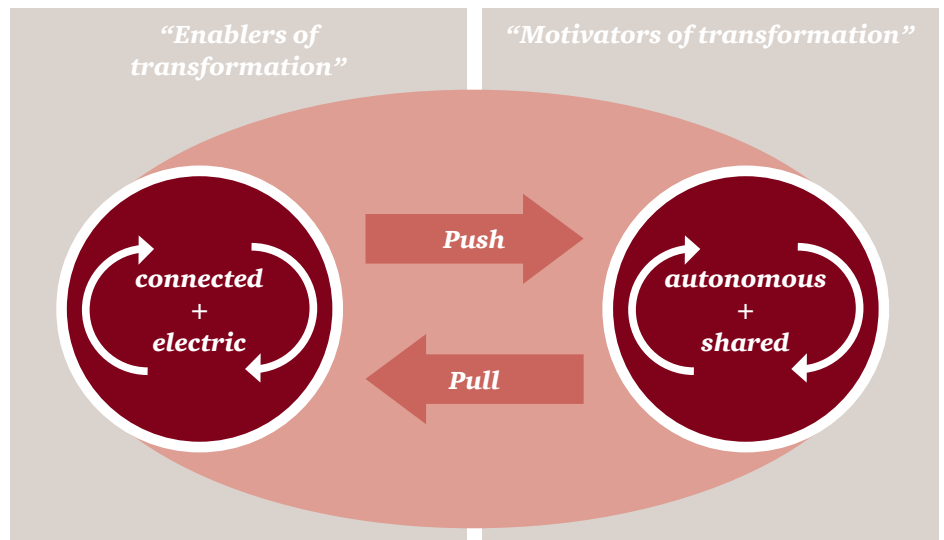 “Enablers of
transformation”
“Motivators of transformation”
connected
+
electric
Push
Pull
autonomous
+
shared